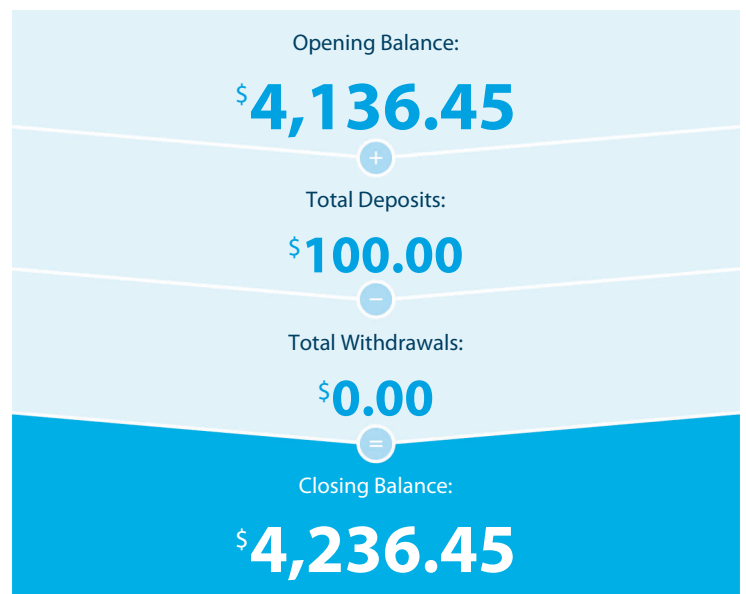 Opening Balance:
$4,136.45
+
Total Deposits:
$100.00
−
Total Withdrawals:
$0.00
=
Closing Balance:
$4,236.45